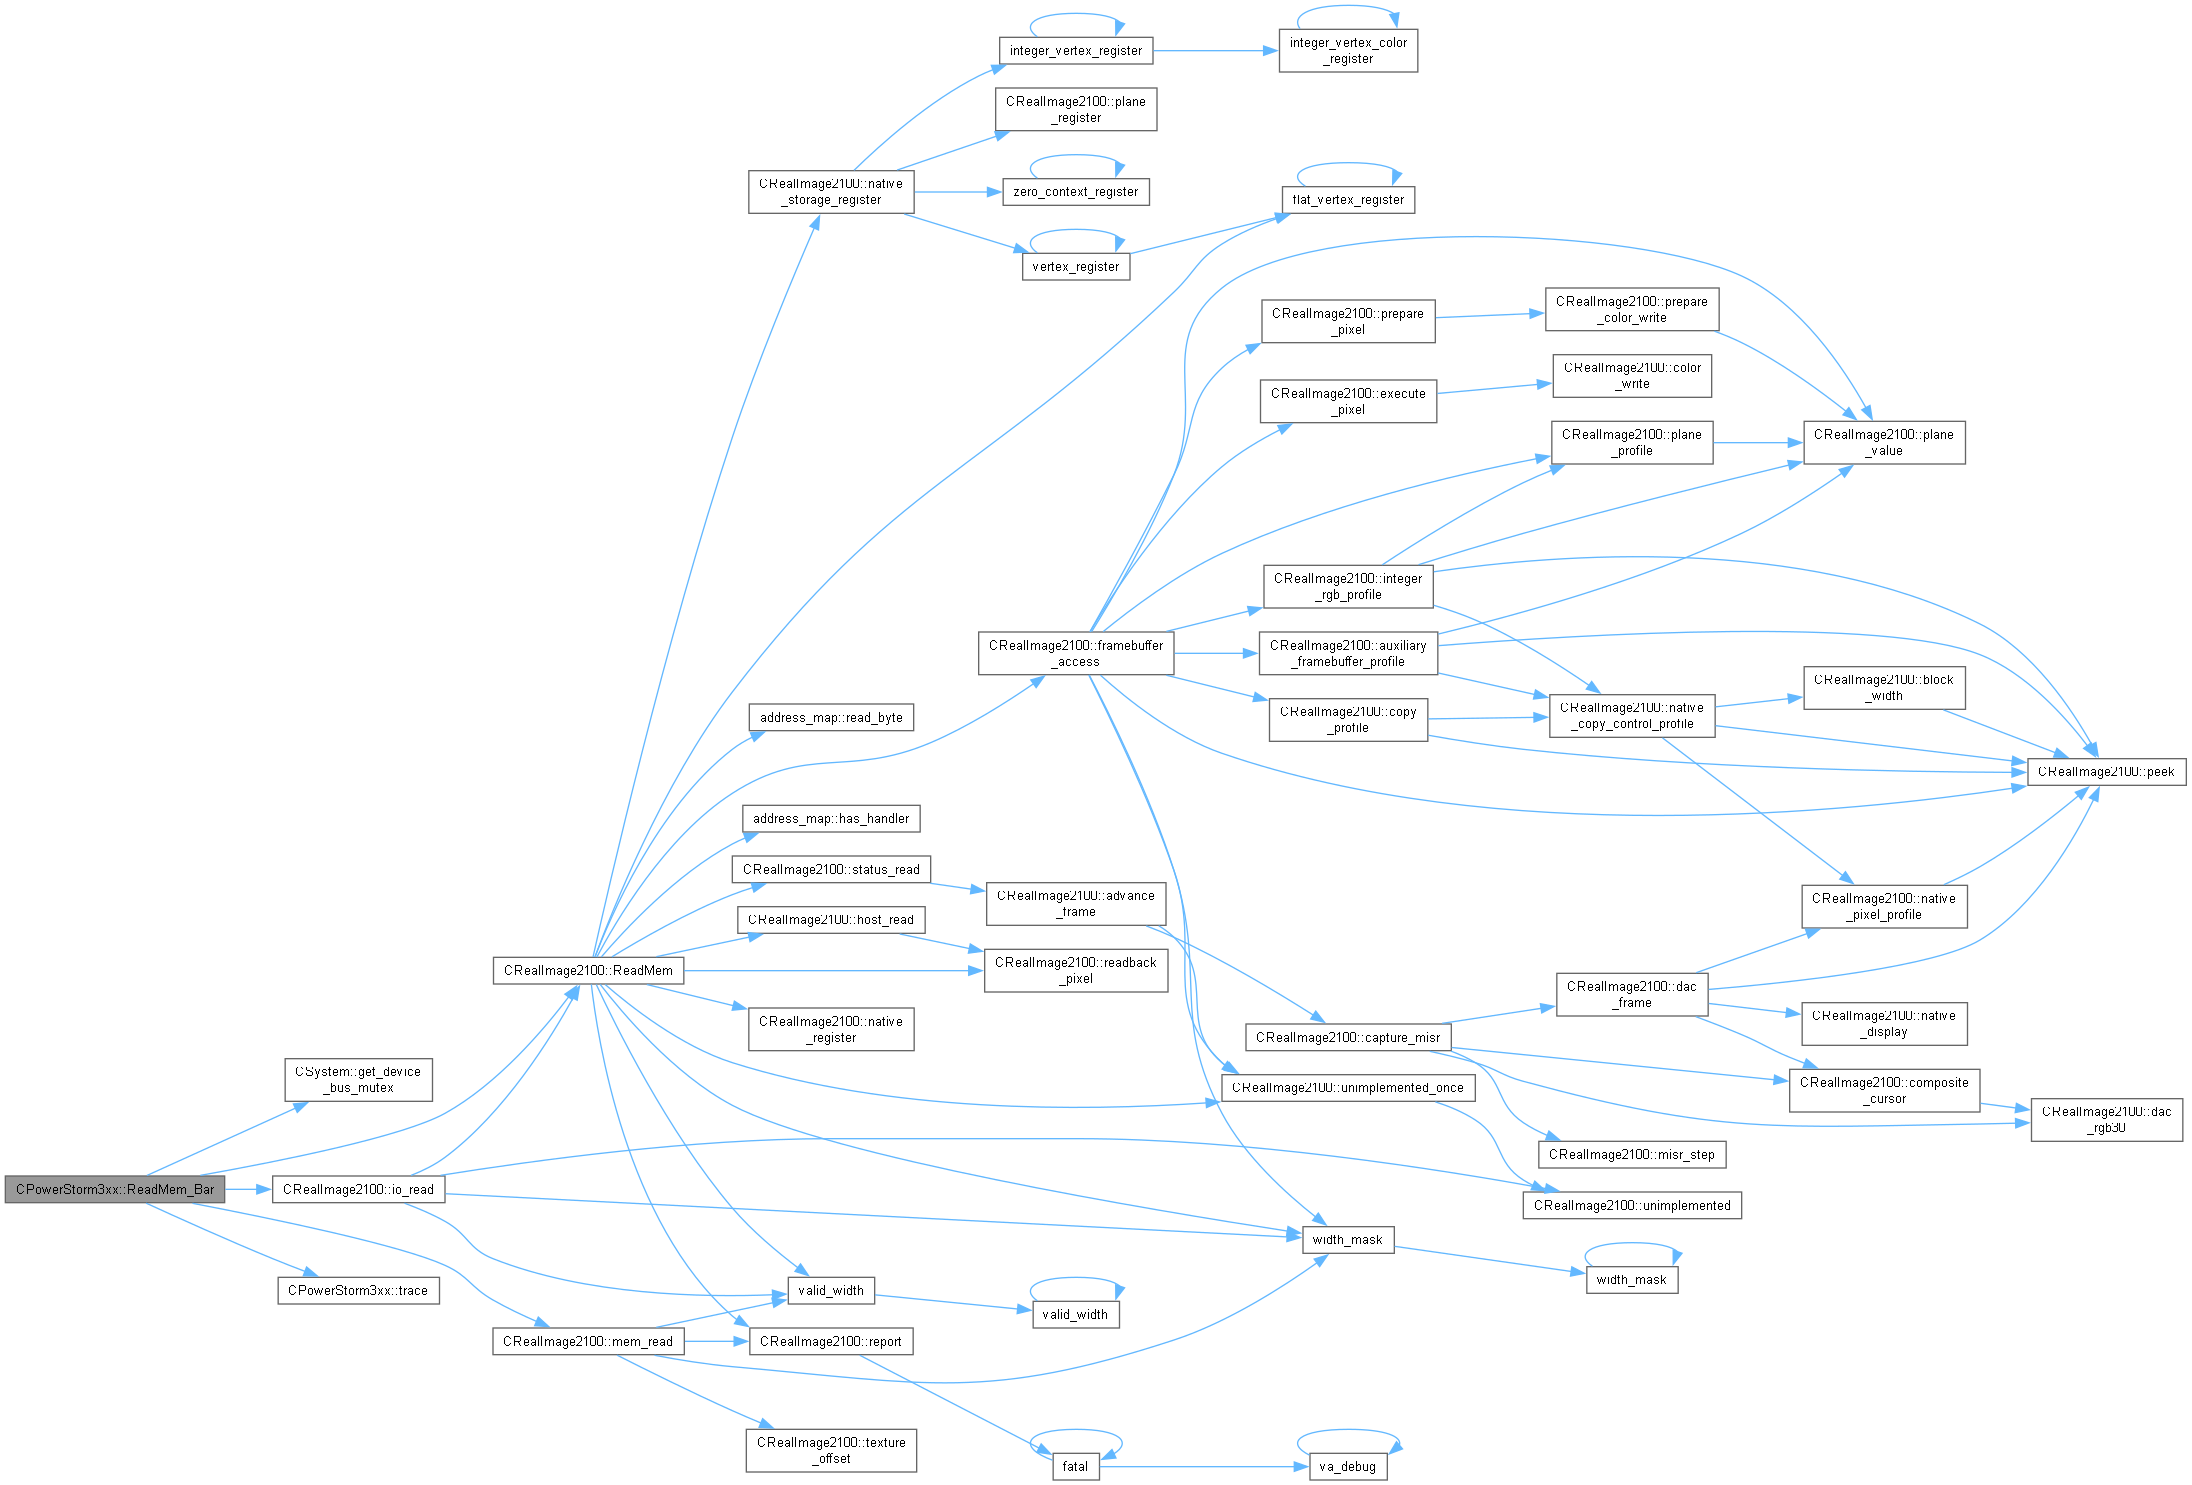 integer_vertex_register
integer_vertex_color
_register
CRealImage2100::plane
_register
CRealImage2100::native
_storage_register
zero_context_register
flat_vertex_register
vertex_register
CRealImage2100::prepare
_pixel
CRealImage2100::prepare
_color_write
CRealImage2100::execute
_pixel
CRealImage2100::color
_write
CRealImage2100::plane
_profile
CRealImage2100::plane
_value
CRealImage2100::integer
_rgb_profile
CRealImage2100::framebuffer
_access
CRealImage2100::auxiliary
_framebuffer_profile
CRealImage2100::block
_width
address_map::read_byte
CRealImage2100::copy
_profile
CRealImage2100::native
_copy_control_profile
CRealImage2100::peek
address_map::has_handler
CRealImage2100::status_read
CRealImage2100::advance
_frame
CRealImage2100::native
_pixel_profile
CRealImage2100::host_read
CRealImage2100::ReadMem
CRealImage2100::readback
_pixel
CRealImage2100::dac
_frame
CRealImage2100::native
_register
CRealImage2100::native
_display
CRealImage2100::capture_misr
CSystem::get_device
_bus_mutex
CRealImage2100::unimplemented_once
CRealImage2100::composite
_cursor
CRealImage2100::dac
_rgb30
CRealImage2100::misr_step
CPowerStorm3xx::ReadMem_Bar
CRealImage2100::io_read
CRealImage2100::unimplemented
width_mask
width_mask
CPowerStorm3xx::trace
valid_width
valid_width
CRealImage2100::mem_read
CRealImage2100::report
CRealImage2100::texture
_offset
fatal
va_debug